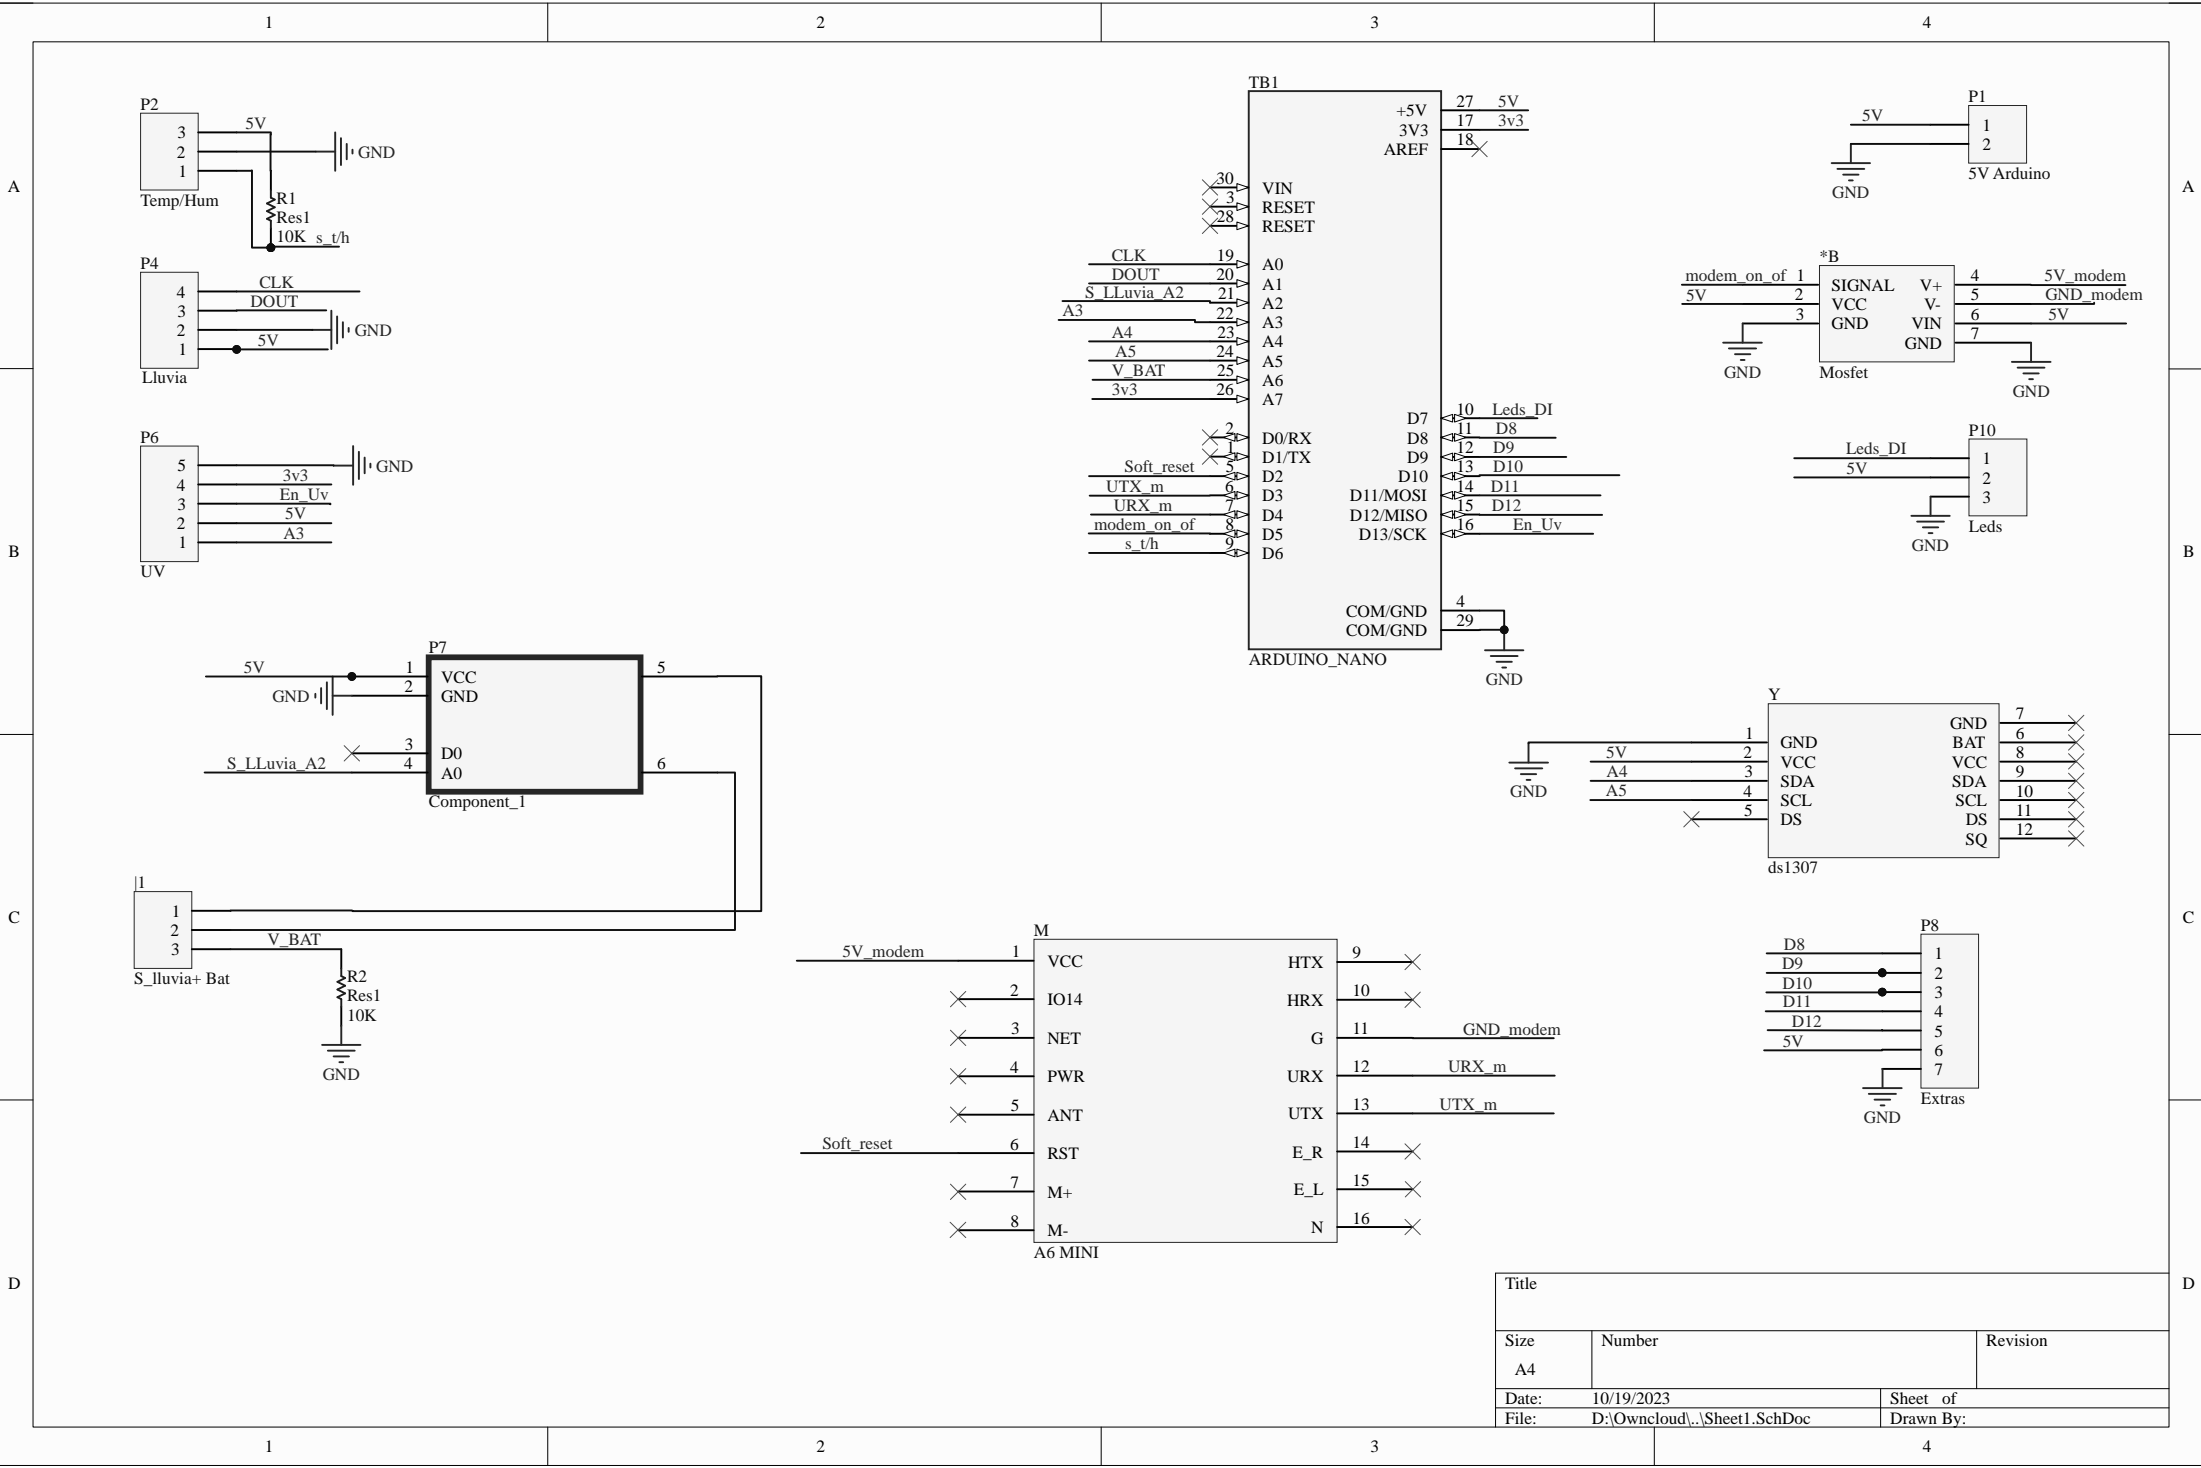 1 2 3 4
A
B
C
D
A
B
C
D
P2
3 5V
2 GND
1
Temp/Hum
R1
Res1
10K s_t/h
P4
4 CLK
3 DOUT
2 GND
1 5V
Lluvia
P6
5 GND
4 3v3
3 En_Uv
2 5V
1 A3
UV
P7
5V 1 VCC 5
GND 2 GND
3 D0
S_LLuvia_A2 4 A0 6
Component_1
|1
1
2
3 V_BAT
S_lluvia+ Bat
R2
Res1
10K
GND
TB1
+5V 27 5V
3V3 17 3v3
AREF 18
30 VIN
3 RESET
28 RESET
CLK 19 A0
DOUT 20 A1
S_LLuvia_A2 21 A2
A3 22 A3
A4 23 A4
A5 24 A5
V_BAT 25 A6
3v3 26 A7
D7 10 Leds_DI
2 D0/RX D8 11 D8
1 D1/TX D9 12 D9
Soft_reset 5 D2 D10 13 D10
UTX_m 6 D3 D11/MOSI 14 D11
URX_m 7 D4 D12/MISO 15 D12
modem_on_of 8 D5 D13/SCK 16 En_Uv
s_t/h 9 D6
COM/GND 4
COM/GND 29
ARDUINO_NANO
GND
M
5V_modem 1 VCC HTX 9
2 IO14 HRX 10
3 NET G 11 GND_modem
4 PWR URX 12 URX_m
5 ANT UTX 13 UTX_m
Soft_reset 6 RST E_R 14
7 M+ E_L 15
8 M- N 16
A6 MINI
P1
5V 1
2
GND
5V Arduino
*B
modem_on_of 1 SIGNAL V+ 4 5V_modem
5V 2 VCC V- 5 GND_modem
3 GND VIN 6 5V
GND 7
GND
Mosfet
GND
P10
Leds_DI 1
5V 2
3
GND
Leds
Y
GND 7
1 GND BAT 6
5V 2 VCC VCC 8
A4 3 SDA SDA 9
A5 4 SCL SCL 10
5 DS DS 11
SQ 12
GND
ds1307
P8
D8 1
D9 2
D10 3
D11 4
D12 5
5V 6
7
GND
Extras
Title
Size Number Revision
A4
Date: 10/19/2023 Sheet of
File: D:\Owncloud\..\Sheet1.SchDoc Drawn By:
1 2 3 4